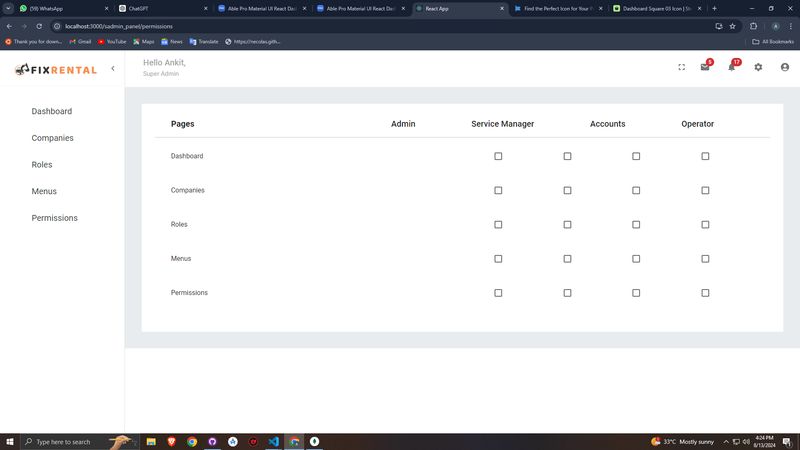 (59) WhatsApp
ChatGPT
Able Pro Material UI React Das
Able Pro Material UI React Das
React App
Find the Perfect Icon for Your P
Dashboard Square 03 Icon | St
localhost:3000/sadmin_panel/permissions
Thank you for down...
Gmail
YouTube
Maps
News
Translate
https://necolas.gith...
All Bookmarks
FIXRENTAL
Hello Ankit,
Super Admin
5
17
Dashboard
Companies
Roles
Menus
Permissions
Pages Admin Service Manager Accounts Operator
Dashboard
Companies
Roles
Menus
Permissions
Type here to search
33°C Mostly sunny
4:24 PM
8/13/2024